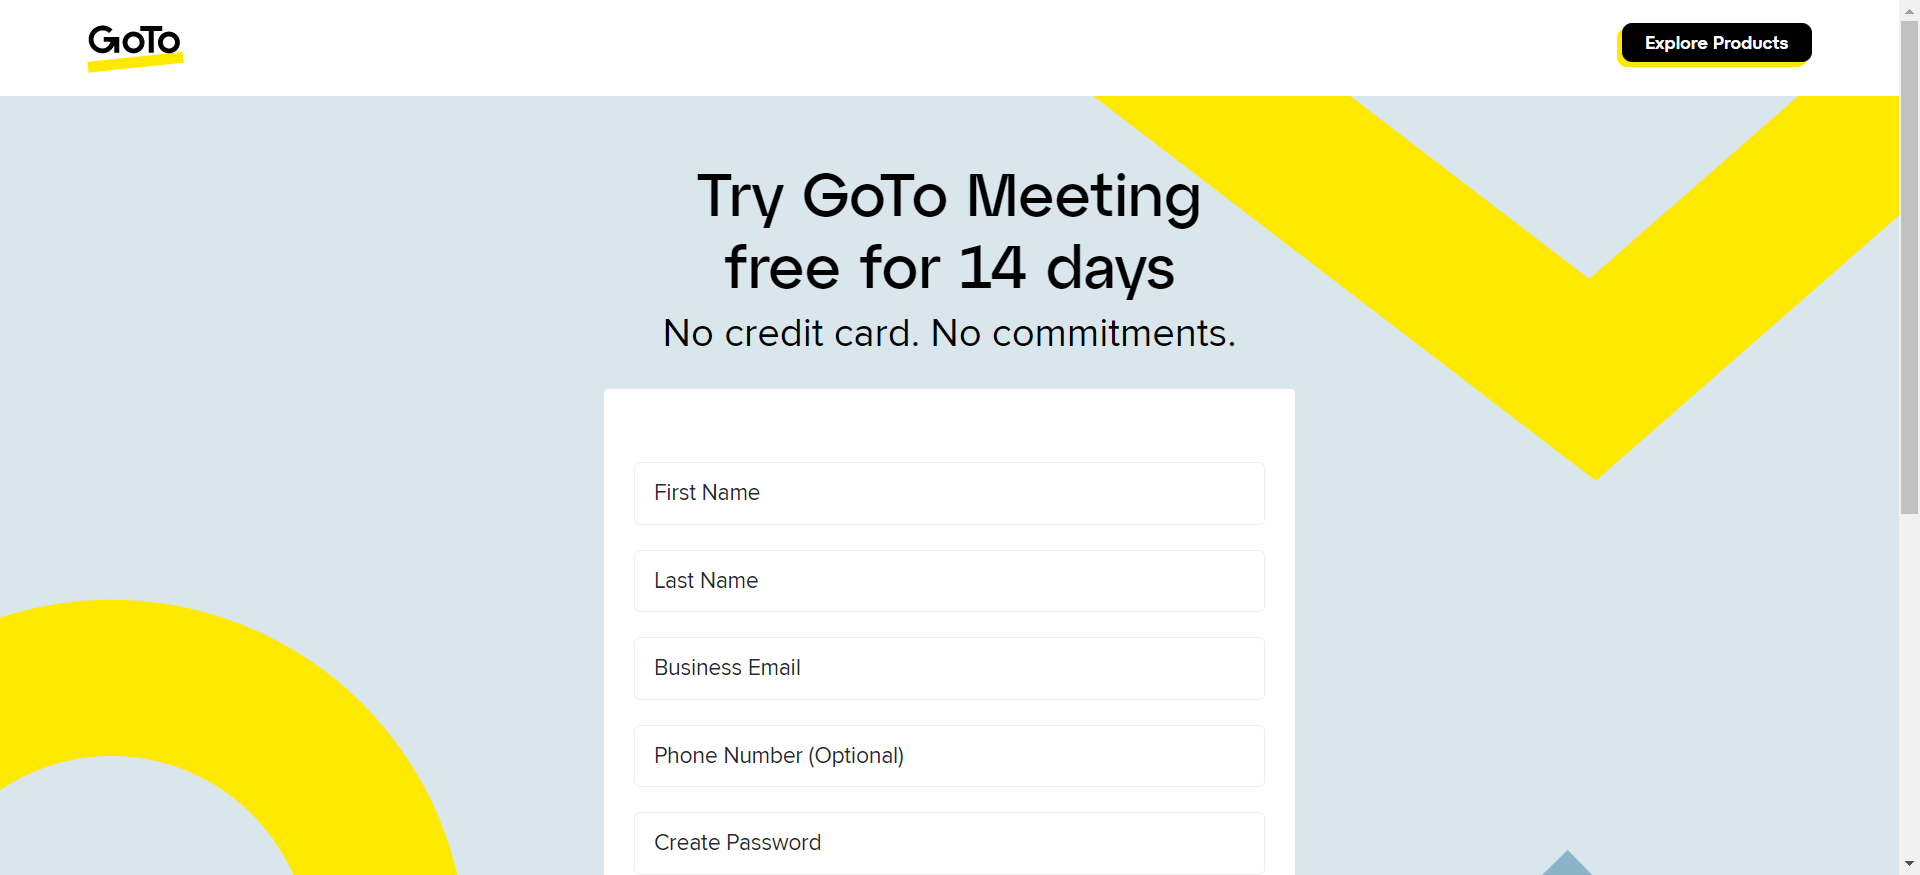 GoTo
Explore Products
Try GoTo Meeting
free for 14 days
No credit card. No commitments.
First Name
Last Name
Business Email
Phone Number (Optional)
Create Password